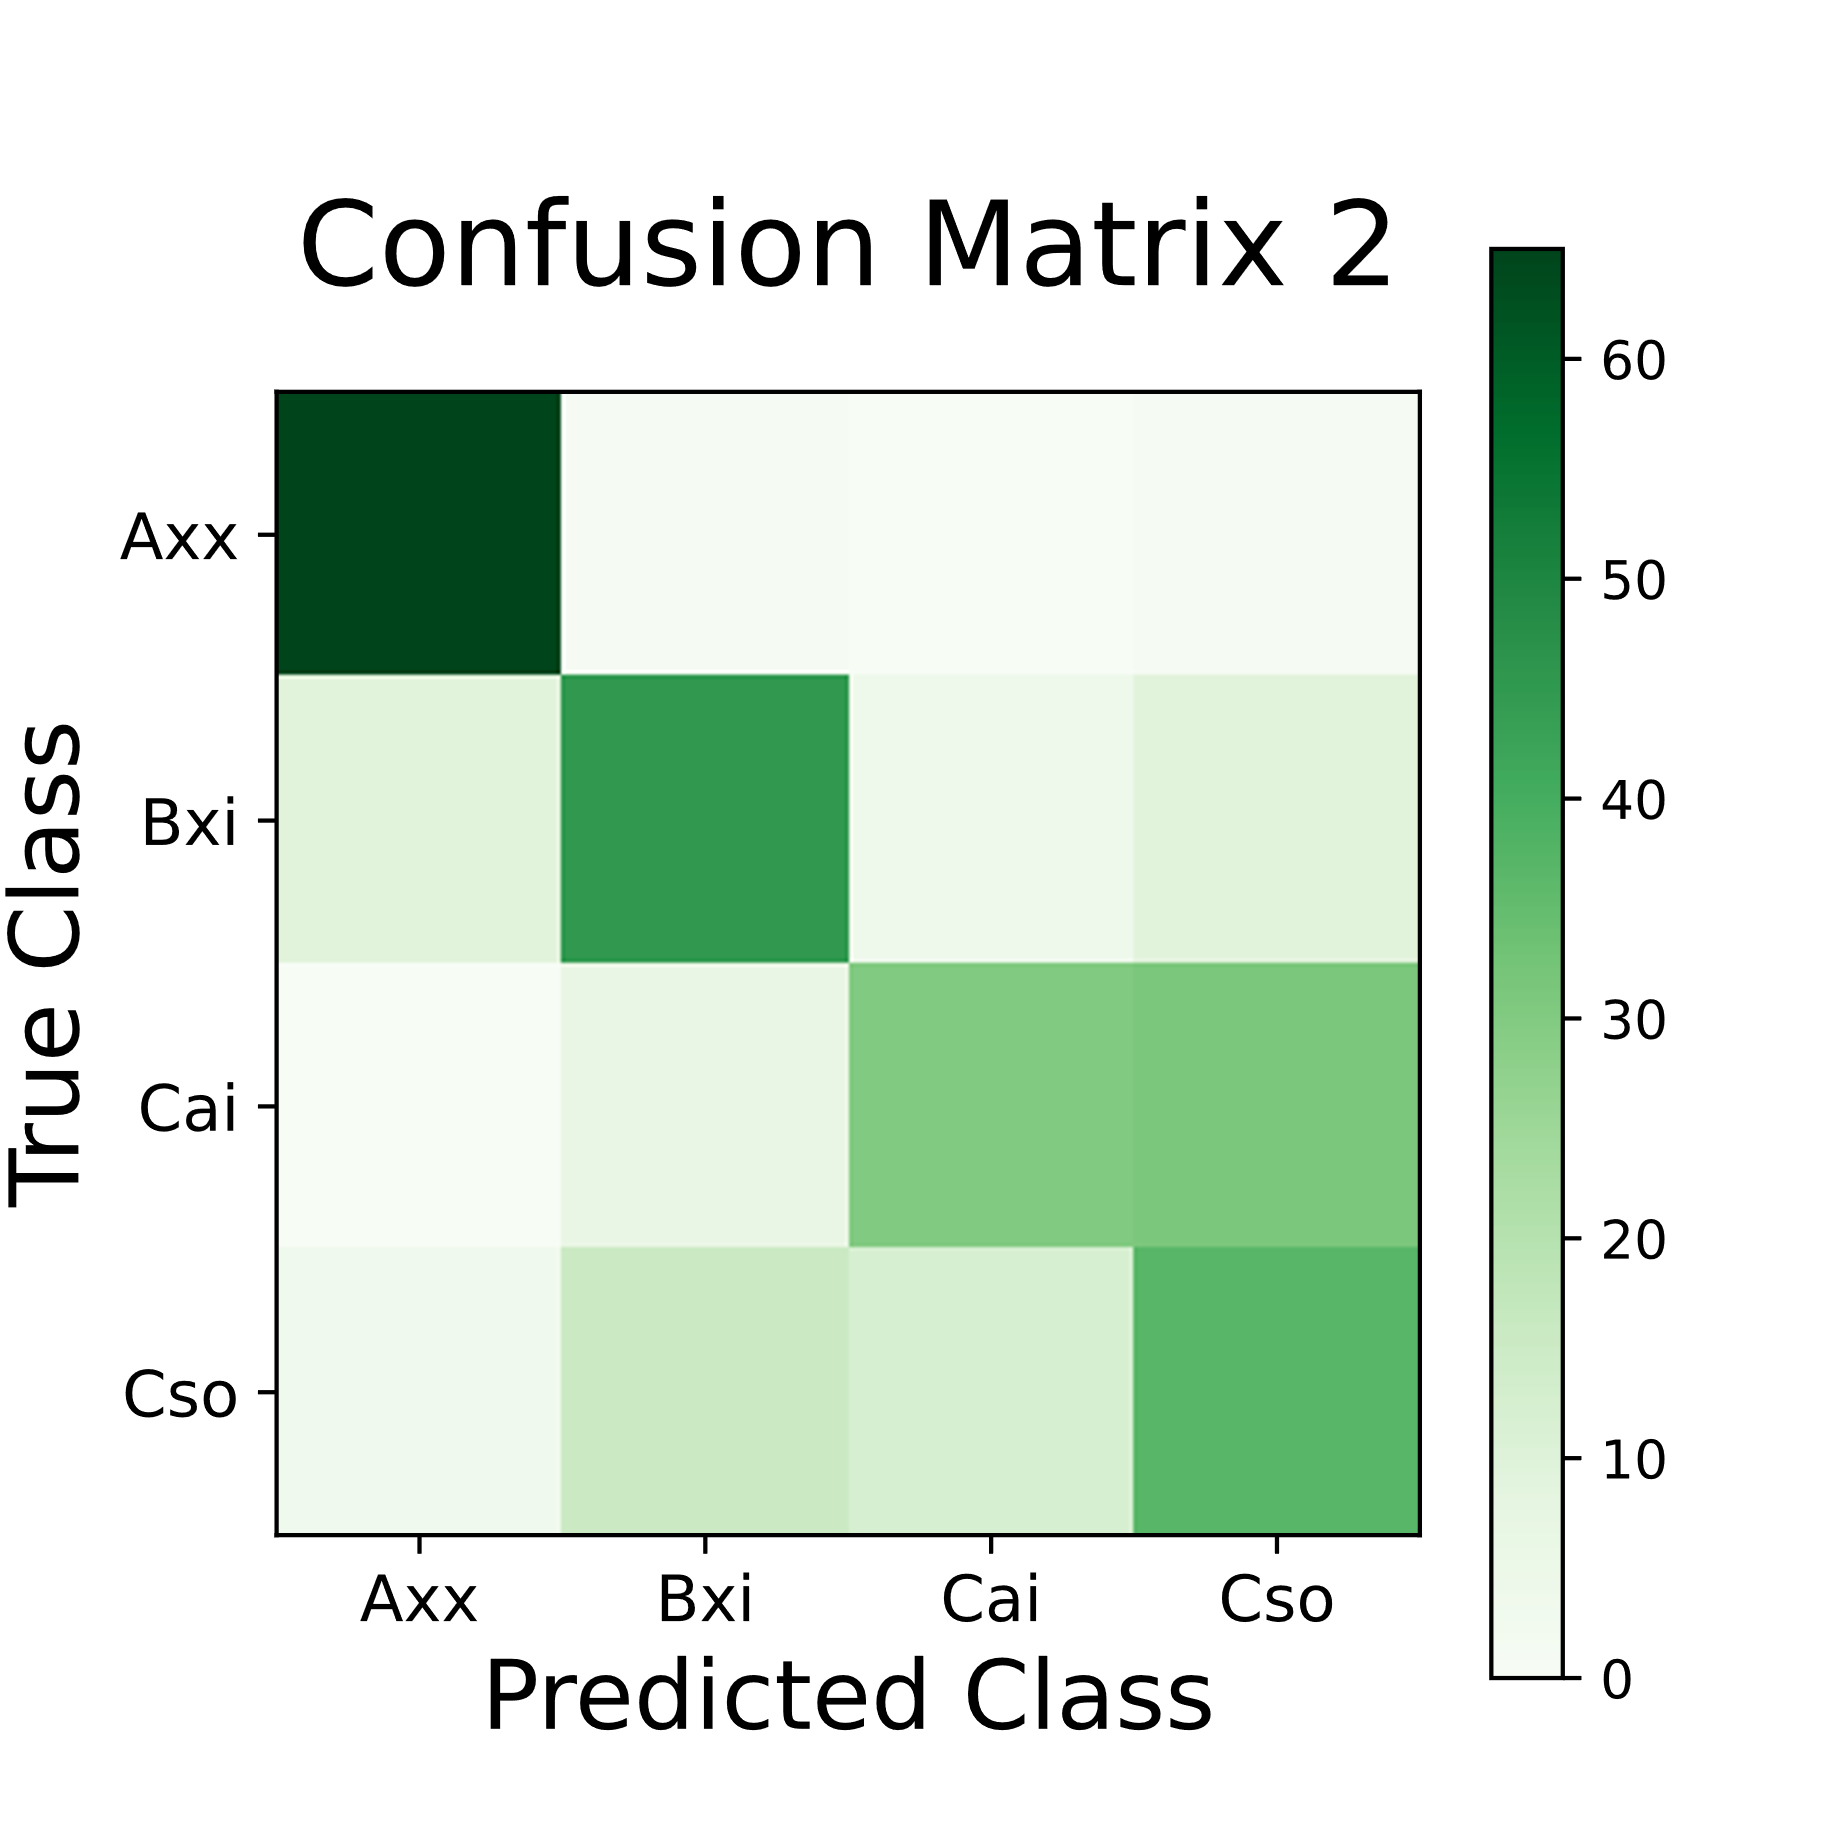 Confusion Matrix 2
True Class
Axx
Bxi
Cai
Cso
Axx Bxi Cai Cso
Predicted Class
60
50
40
30
20
10
0